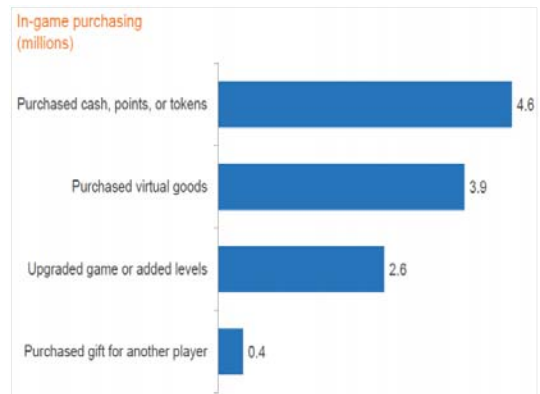 In-game purchasing
(millions)
Purchased cash, points, or tokens
4.6
Purchased virtual goods
3.9
Upgraded game or added levels
2.6
Purchased gift for another player
0.4